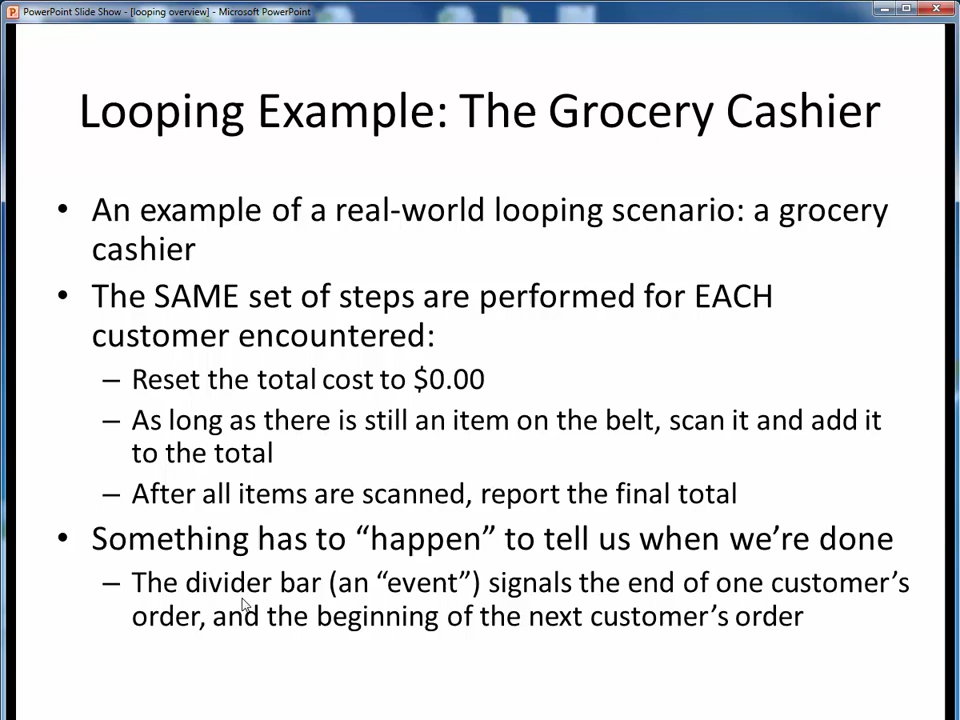 PowerPoint Slide Show - [looping overview] - Microsoft PowerPoint
Looping Example: The Grocery Cashier
• An example of a real-world looping scenario: a grocery
cashier
• The SAME set of steps are performed for EACH
customer encountered:
– Reset the total cost to $0.00
– As long as there is still an item on the belt, scan it and add it
to the total
– After all items are scanned, report the final total
• Something has to “happen” to tell us when we’re done
– The divider bar (an “event”) signals the end of one customer’s
order, and the beginning of the next customer’s order